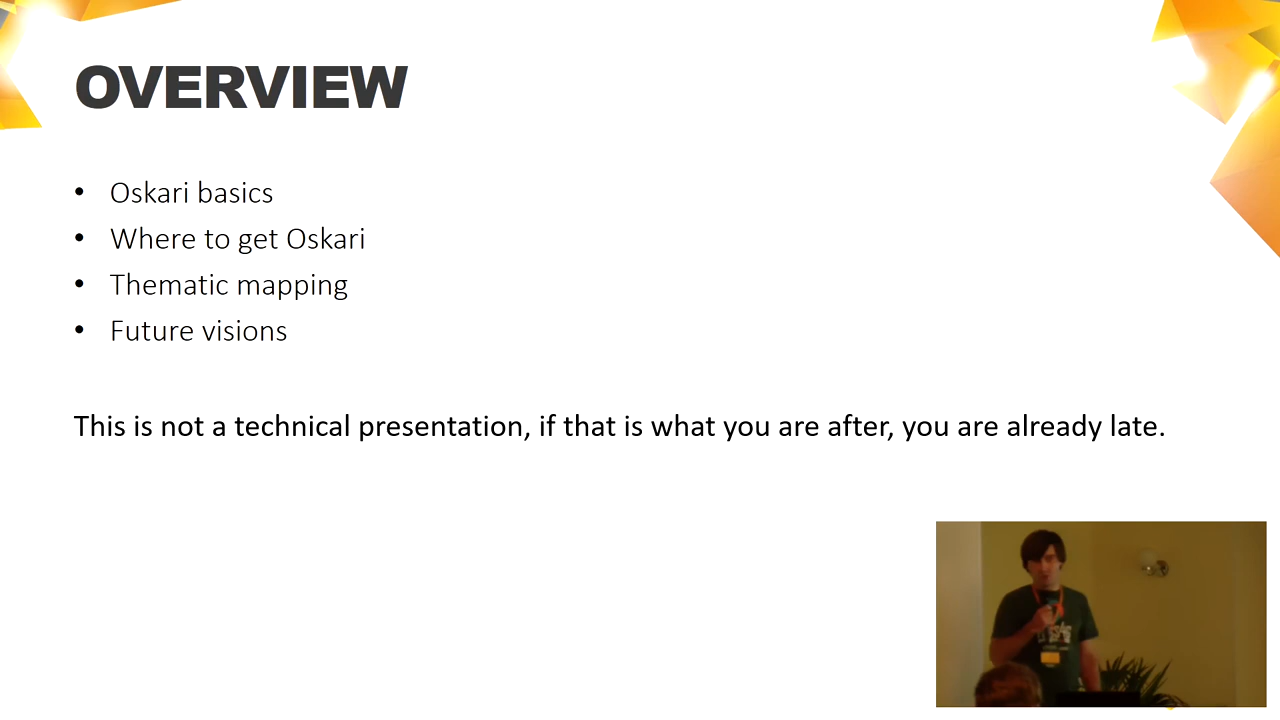 OVERVIEW
• Oskari basics
• Where to get Oskari
• Thematic mapping
• Future visions
This is not a technical presentation, if that is what you are after, you are already late.